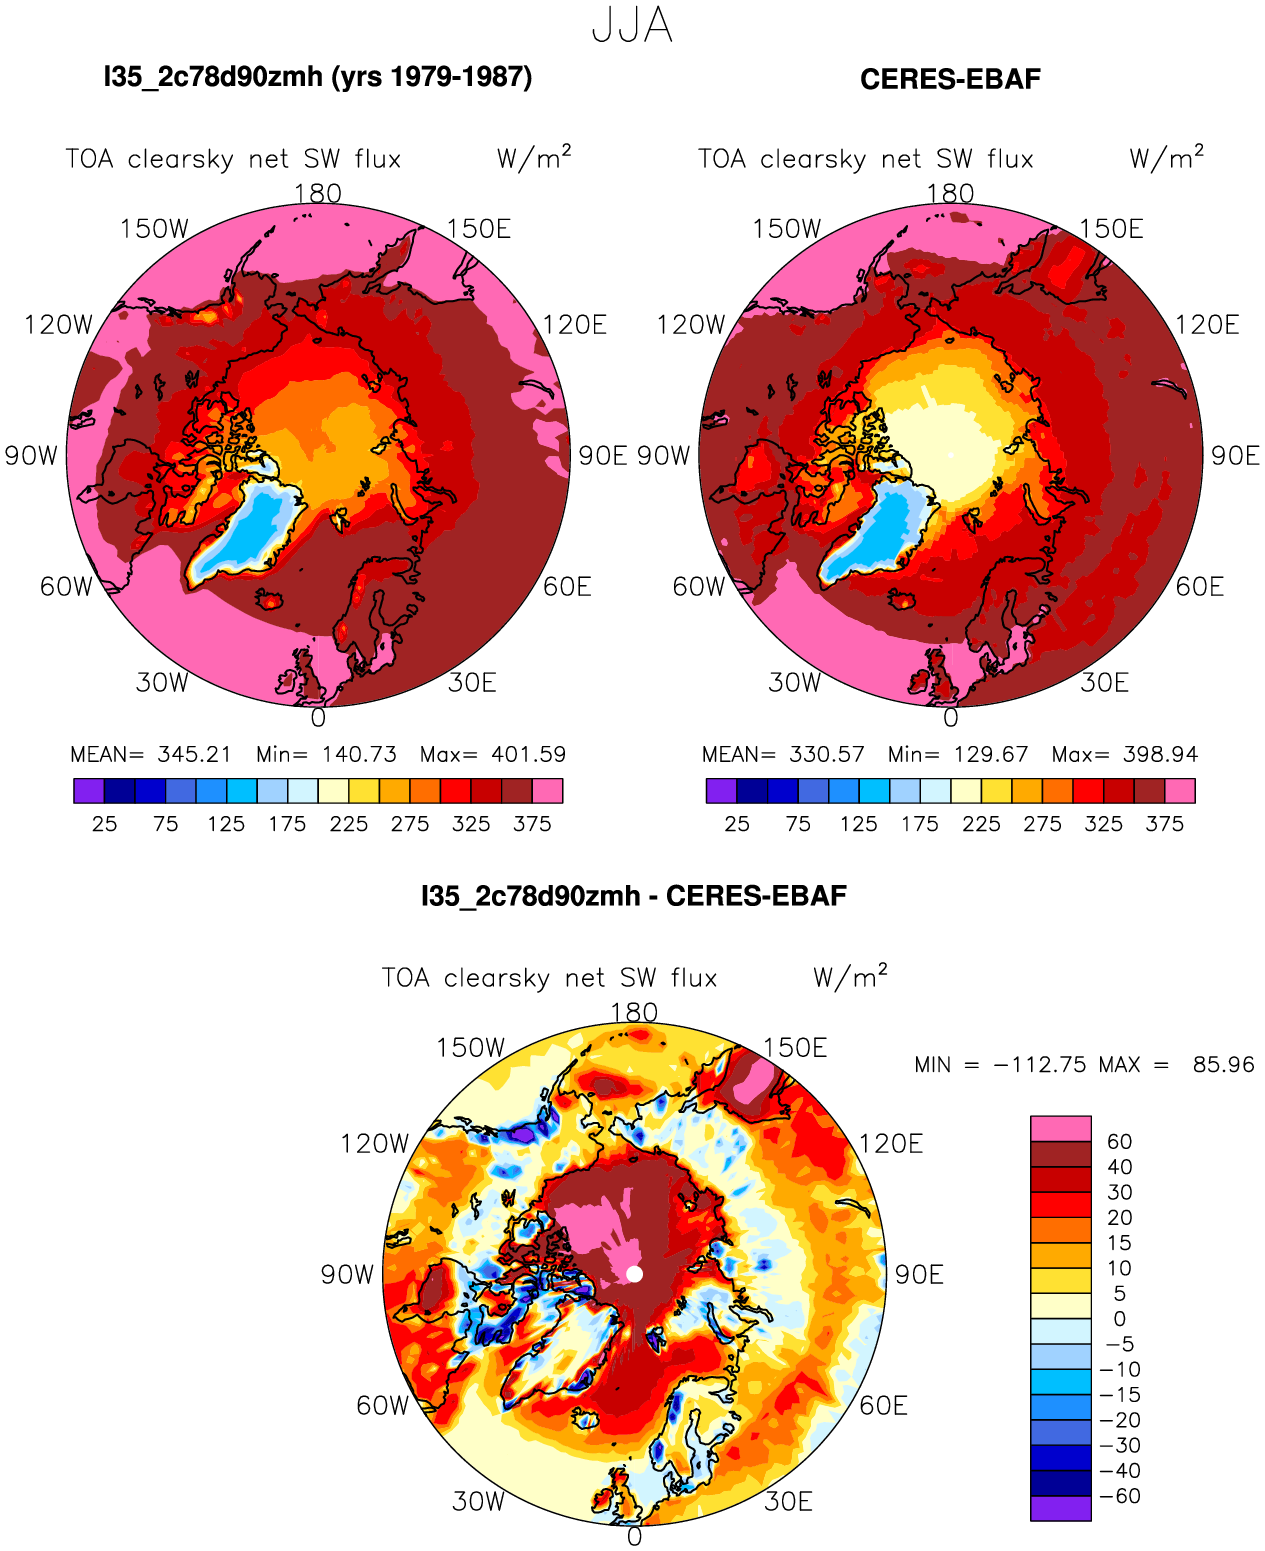 JJA
I35_2c78d90zmh (yrs 1979-1987)
CERES-EBAF
TOA clearsky net SW flux W/m²
TOA clearsky net SW flux W/m²
180
180
150W 150E
150W 150E
120W 120E
120W 120E
90W 90E
90W 90E
60W 60E
60W 60E
30W 30E
30W 30E
0
0
MEAN= 345.21 Min= 140.73 Max= 401.59
MEAN= 330.57 Min= 129.67 Max= 398.94
25 75 125 175 225 275 325 375
25 75 125 175 225 275 325 375
I35_2c78d90zmh - CERES-EBAF
TOA clearsky net SW flux W/m²
180
150W 150E
MIN = -112.75 MAX = 85.96
120W 120E
90W 90E
60W 60E
30W 30E
0
60
40
30
20
15
10
5
0
-5
-10
-15
-20
-30
-40
-60